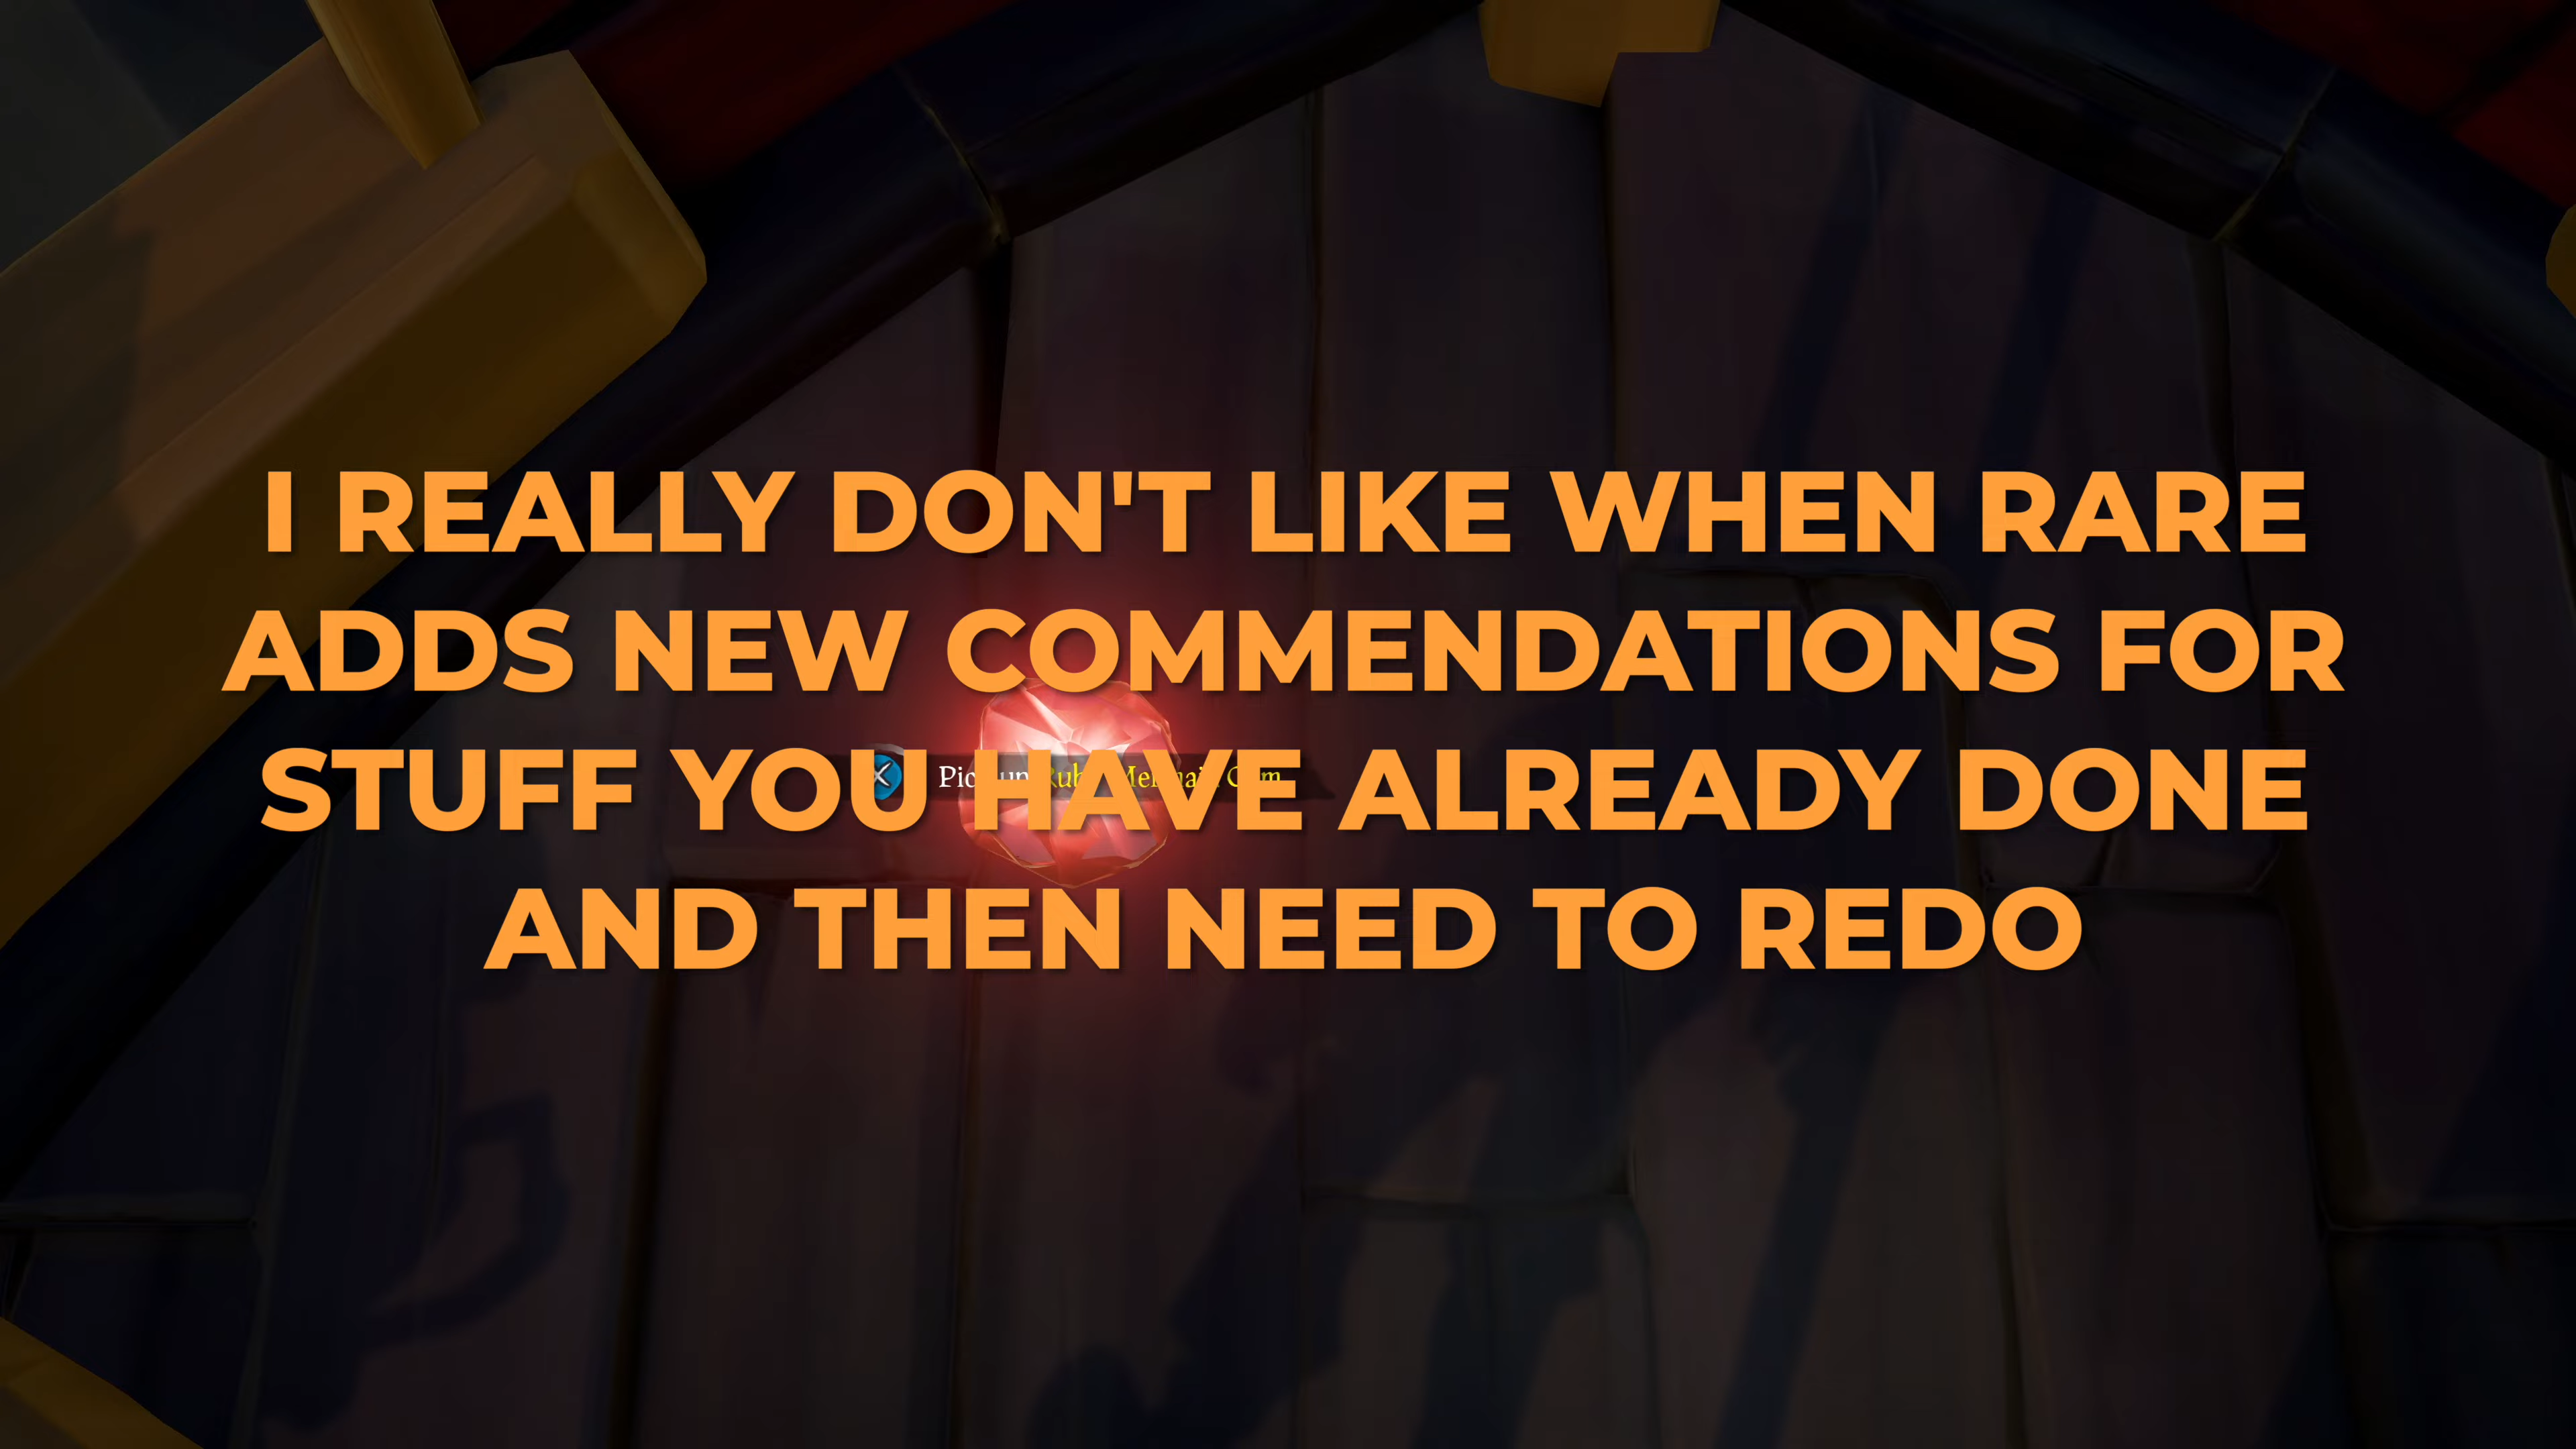 I REALLY DON'T LIKE WHEN RARE
ADDS NEW COMMENDATIONS FOR
STUFF YOU HAVE ALREADY DONE
AND THEN NEED TO REDO